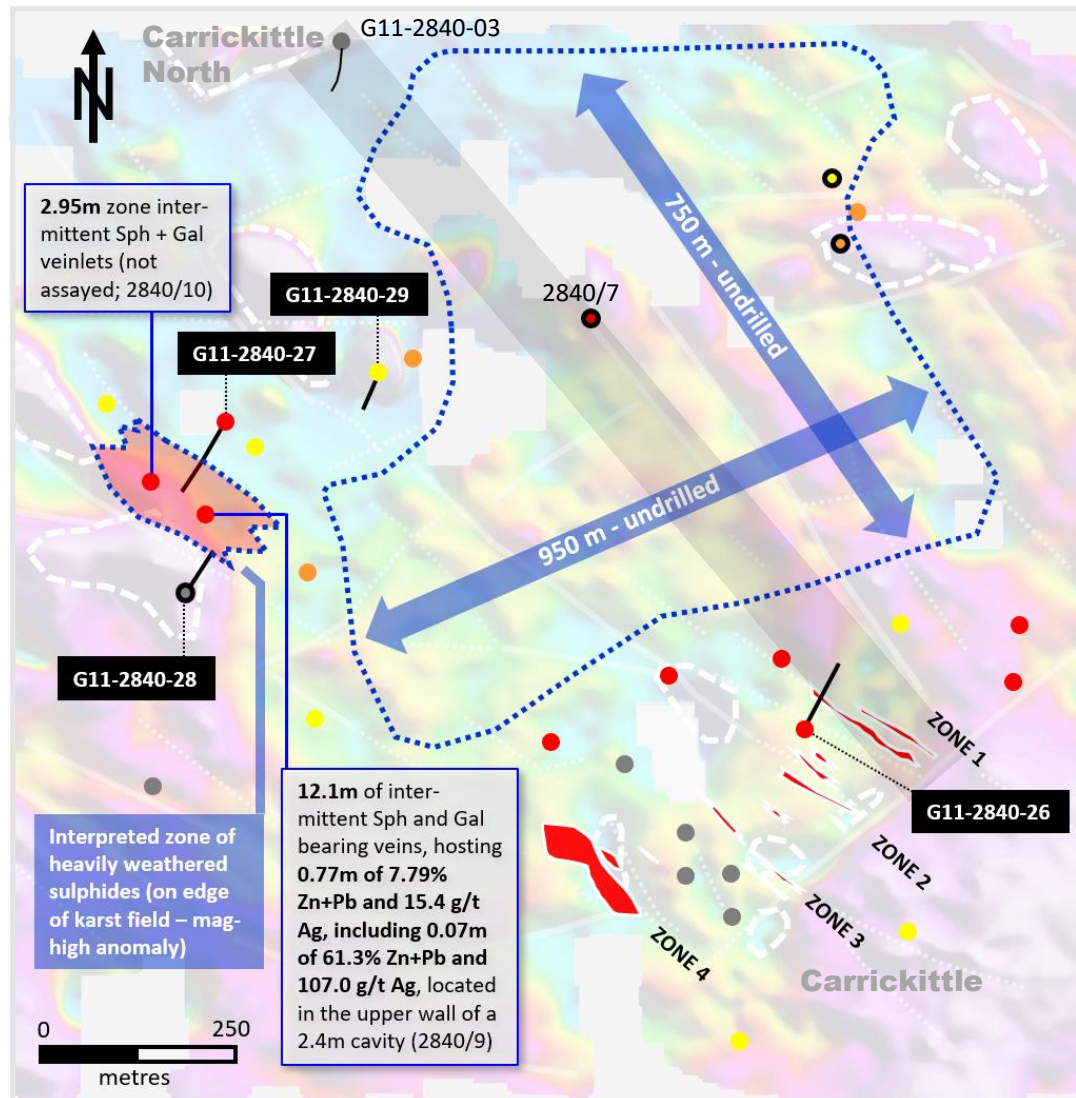 Carrickittle
North
G11-2840-03
N
2.95m zone inter-
mittent Sph + Gal
veinlets (not
assayed; 2840/10)
G11-2840-29
2840/7
G11-2840-27
750 m - undrilled
950 m - undrilled
G11-2840-28
ZONE 1
G11-2840-26
ZONE 2
ZONE 3
ZONE 4
Carrickittle
Interpreted zone of
heavily weathered
sulphides (on edge
of karst field – mag-
high anomaly)
12.1m of inter-
mittent Sph and Gal
bearing veins, hosting
0.77m of 7.79%
Zn+Pb and 15.4 g/t
Ag, including 0.07m
of 61.3% Zn+Pb and
107.0 g/t Ag, located
in the upper wall of a
2.4m cavity (2840/9)
0 250
metres